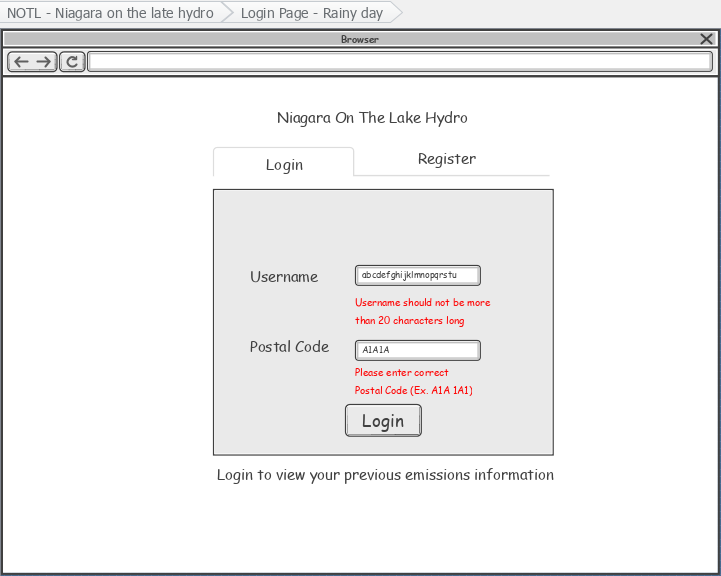 NOTL - Niagara on the late hydro
Login Page - Rainy day
Browser
Niagara On The Lake Hydro
Login
Register
Username
abcdefghijklmnopqrstu
Username should not be more
than 20 characters long
Postal Code
A1A1A
Please enter correct
Postal Code (Ex. A1A 1A1)
Login
Login to view your previous emissions information